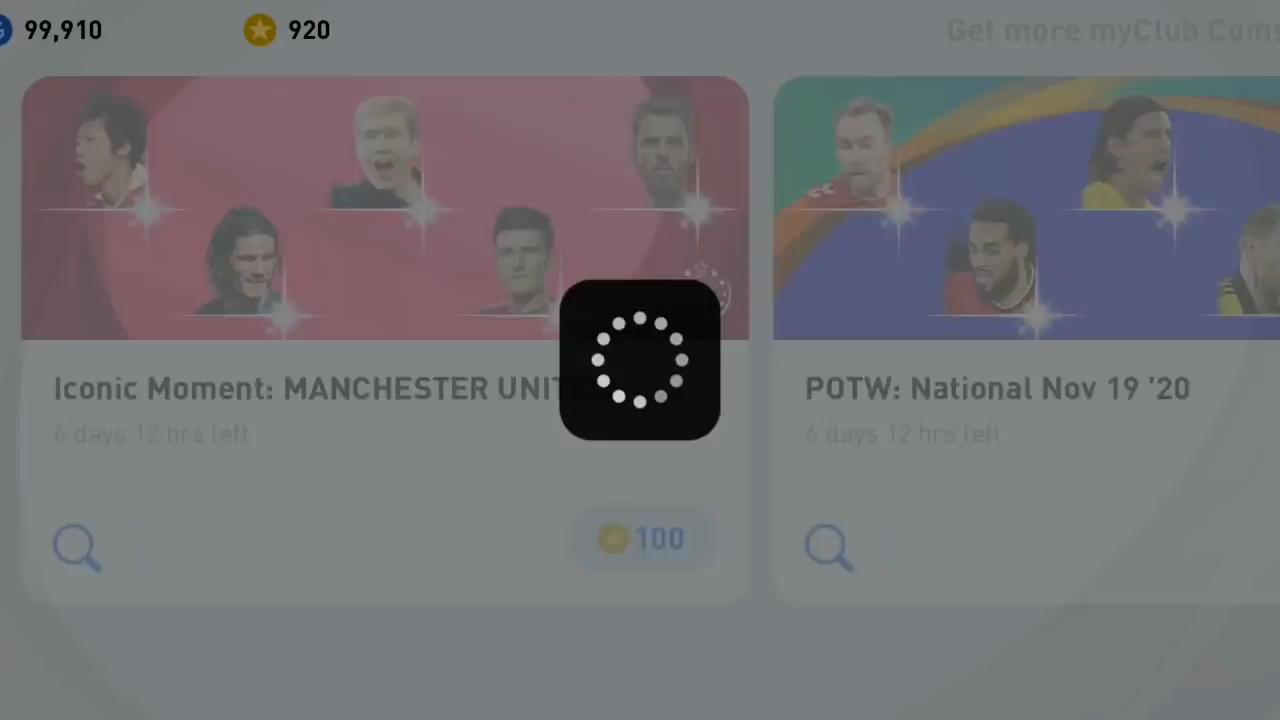 99,910
920
Get more myClub Coins
Iconic Moment: MANCHESTER UNIT
6 days 12 hrs left
100
POTW: National Nov 19 '20
6 days 12 hrs left